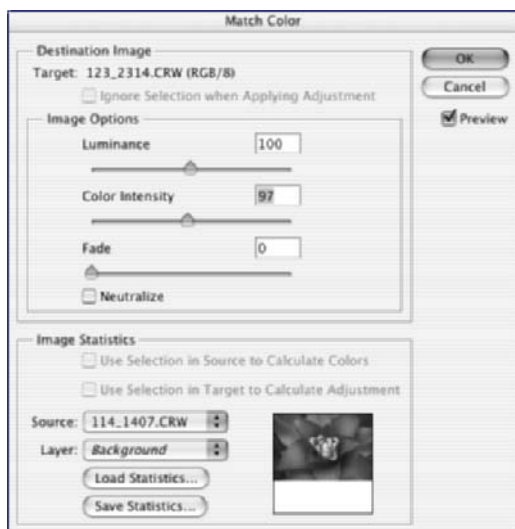 Match Color
Destination Image
Target: 123_2314.CRW (RGB/8)
Ignore Selection when Applying Adjustment
OK
Cancel
Preview
Image Options
Luminance 100
Color Intensity 97
Fade 0
Neutralize
Image Statistics
Use Selection in Source to Calculate Colors
Use Selection in Target to Calculate Adjustment
Source: 114_1407.CRW
Layer: Background
Load Statistics...
Save Statistics...